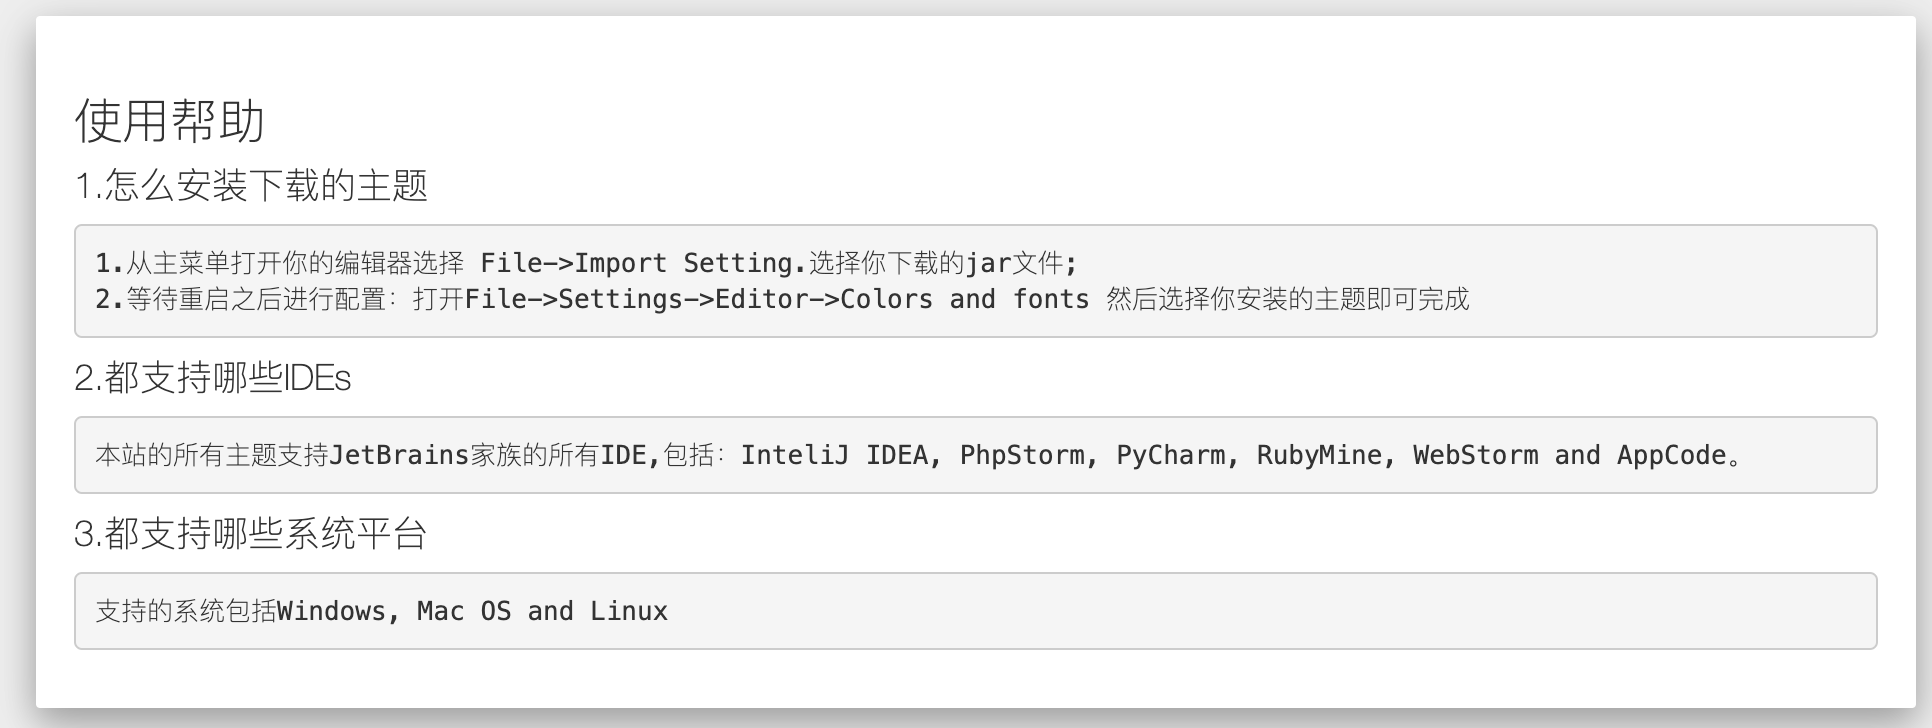 使用帮助
1.怎么安装下载的主题
1.从主菜单打开你的编辑器选择 File->Import Setting.选择你下载的jar文件;
2.等待重启之后进行配置：打开File->Settings->Editor->Colors and fonts 然后选择你安装的主题即可完成
2.都支持哪些IDEs
本站的所有主题支持JetBrains家族的所有IDE,包括：InteliJ IDEA, PhpStorm, PyCharm, RubyMine, WebStorm and AppCode。
3.都支持哪些系统平台
支持的系统包括Windows, Mac OS and Linux